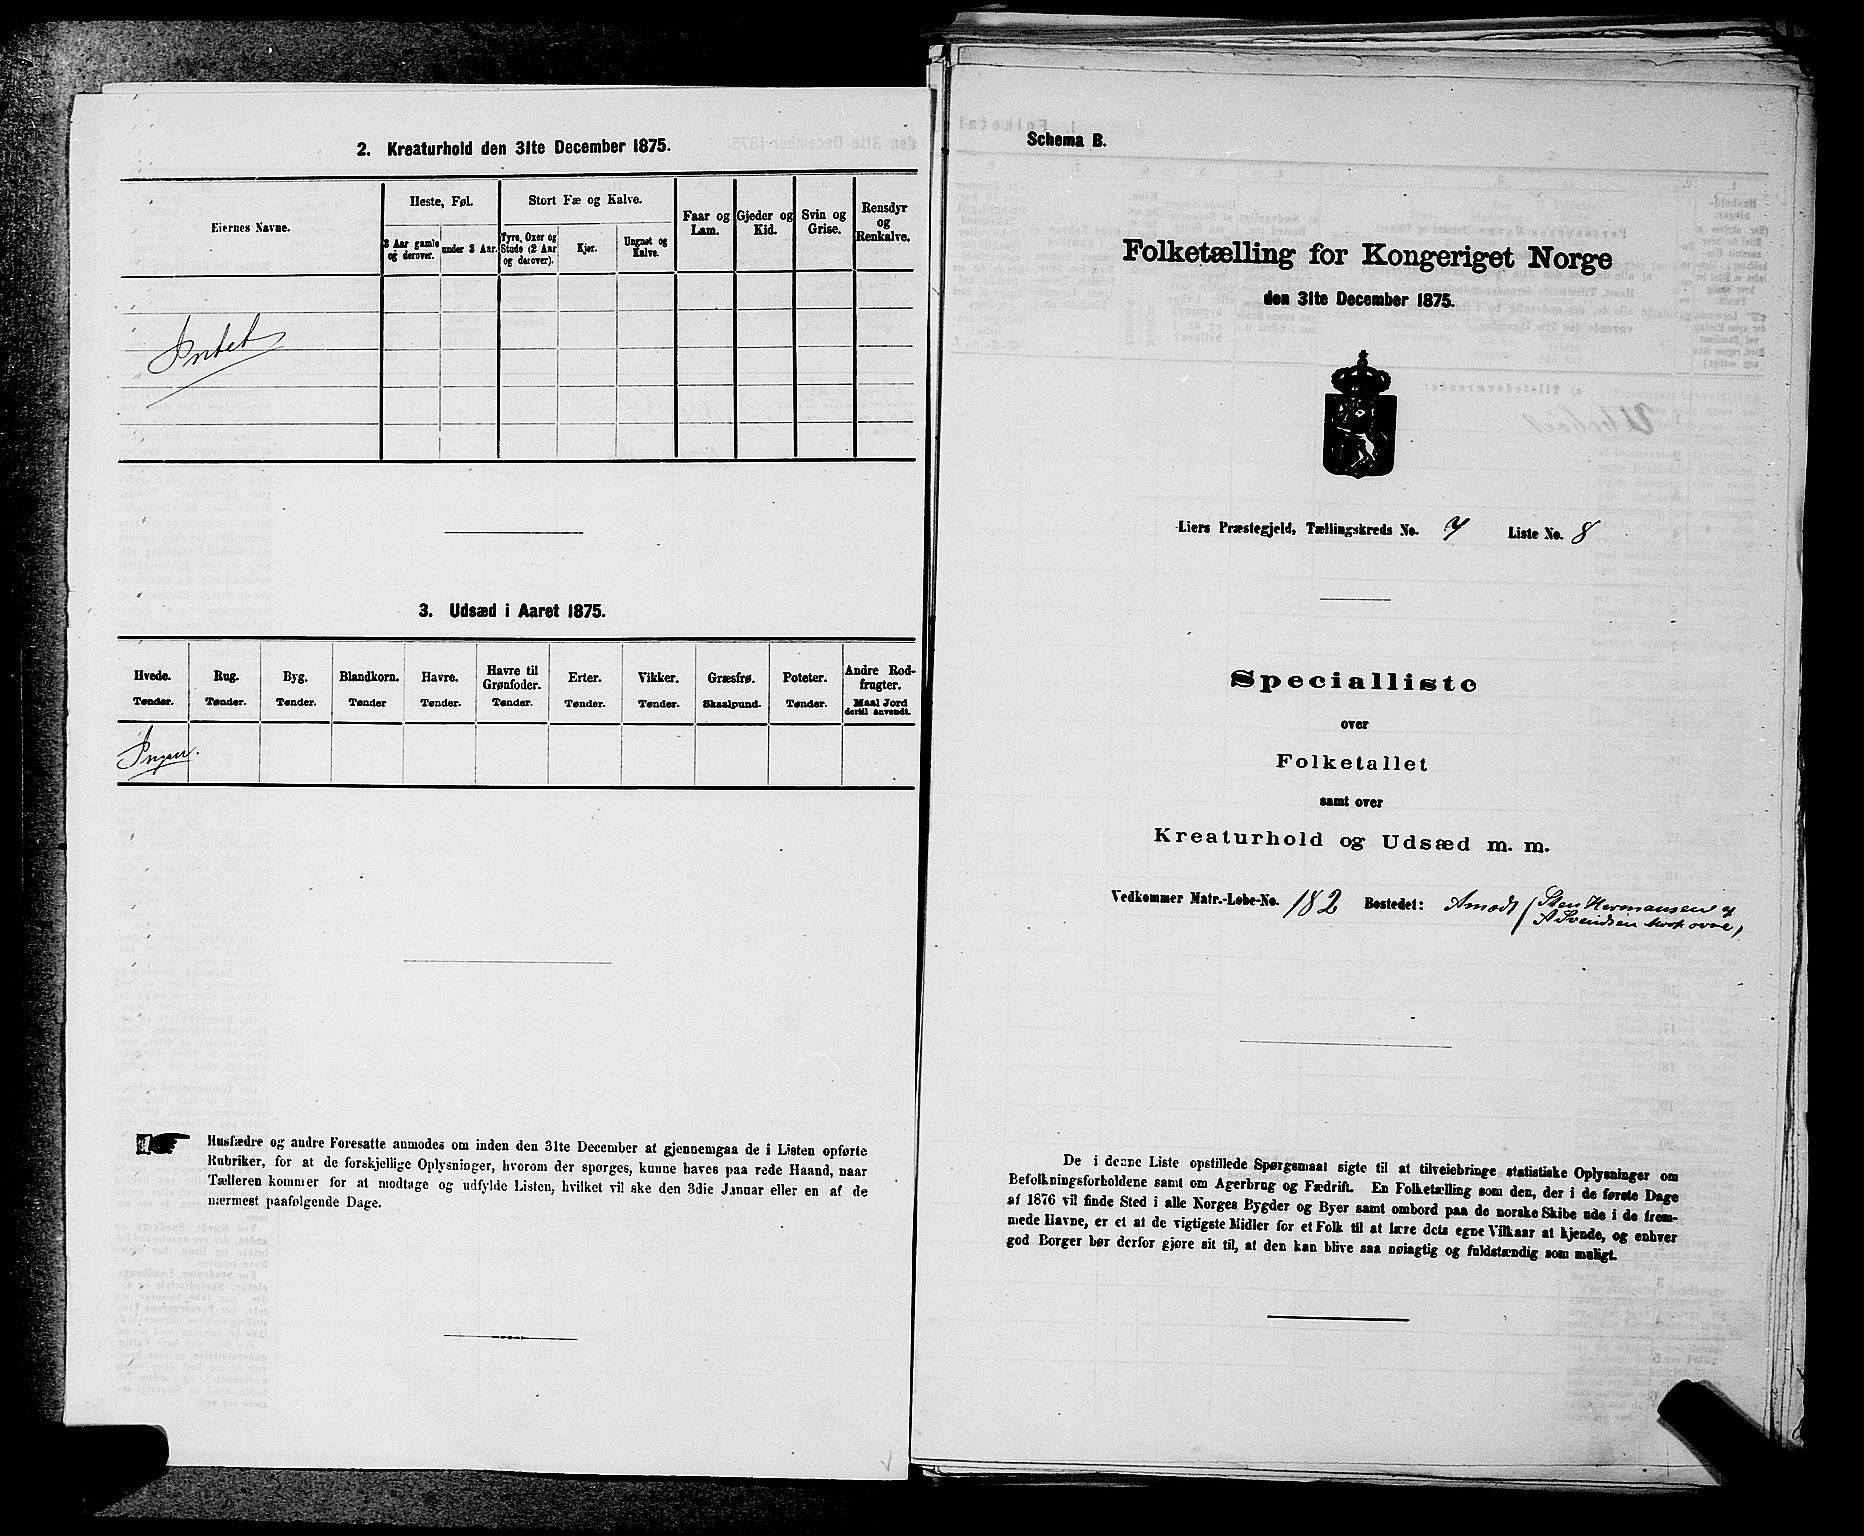 2. Kreaturhold den 31te December 1875.
Eiernes Navne.
Heste, Føl.
3 Aar gamle og derover.
under 3 Aar.
Stort Fæ og Kalve.
Tyre, Oxer og Stude (2 Aar og derover).
Kjør.
Ungnøt og Kalve.
Faar og Lam.
Gjeder og Kid.
Svin og Grise.
Rensdyr og Renkalve.
Intet
3. Udsæd i Aaret 1875.
Hvede. Rug. Byg. Blandkorn. Havre. Havre til Grønfoder. Erter. Vikker. Græsfrø. Poteter. Andre Rodfrugter.
Tønder. Tønder. Tønder. Tønder Tønder. Tønder. Tønder. Tønder. Skaalpund. Tønder. Maal Jord dertil anvendt.
Ingen.
Husfædre og andre Foresatte anmodes om inden den 31te December at gjennemgaa de i Listen opførte
Rubriker, for at de forskjellige Oplysninger, hvorom der spørges, kunne haves paa rede Haand, naar
Tælleren kommer for at modtage og udfylde Listen, hvilket vil ske den 3die Januar eller en af de
nærmest paafølgende Dage.
Schema B.
Folketælling for Kongeriget Norge
den 31te December 1875.
Liers Præstegjeld, Tællingskreds No. 7 Liste No. 8
Specialliste
over
Folketallet
samt over
Kreaturhold og Udsæd m. m.
Vedkommer Matr.-Løbe-No. 182 Bostedet: Amodt (Sten Hermansen og
A Svendsen
De i denne Liste opstillede Spørgsmaal sigte til at tilveiebringe statistiske Oplysninger om
Befolkningsforholdene samt om Agerbrug og Fædrift. En Folketælling som den, der i de første Dage
af 1876 vil finde Sted i alle Norges Bygder og Byer samt ombord paa de norske Skibe ude i de frem-
mede Havne, er et at de vigtigste Midler for et Folk til at lære dets egne Vilkaar at kjende, og enhver
god Borger bør derfor gjøre sit til, at den kan blive saa nøiagtig og fuldstændig som muligt.